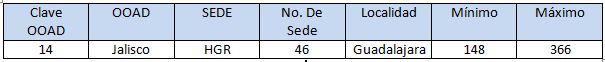 Clave OOAD OOAD SEDE No. De Sede Localidad Mínimo Máximo
14 Jalisco HGR 46 Guadalajara 148 366